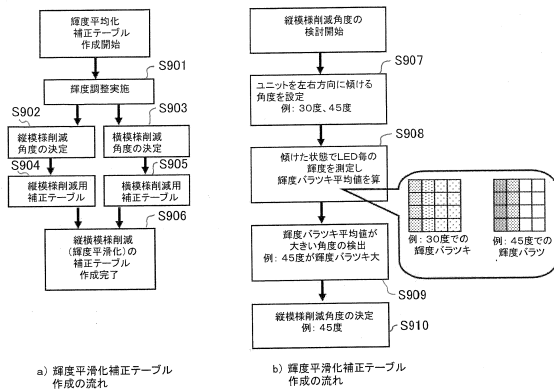 輝度平均化
補正テーブル
作成開始
S901
輝度調整実施
S902
S903
縦模様削減
角度の決定
横模様削減
角度の決定
S904
S905
縦模様削減用
補正テーブル
横模様削減用
補正テーブル
S906
縦横模様削減
(輝度平滑化)の
補正テーブル
作成完了
a) 輝度平滑化補正テーブル
作成の流れ
縦模様削減角度の
検討開始
S907
ユニットを左右方向に傾ける
角度を設定
例: 30度、45度
S908
傾けた状態でLED毎の
輝度を測定し
輝度バラツキ平均値を算
例: 30度での
輝度バラツキ
例: 45度での
輝度バラツ
輝度バラツキ平均値が
大きい角度の検出
例: 45度が輝度バラツキ大
S909
縦模様削減角度の決定
例: 45度
S910
b) 輝度平滑化補正テーブル
作成の流れ